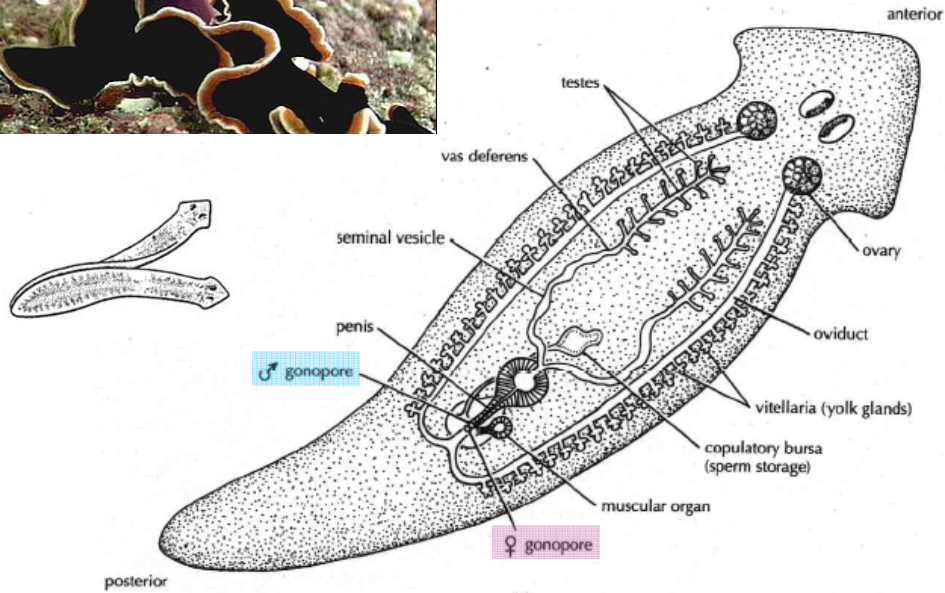 anterior
testes
vas deferens
seminal vesicle
ovary
penis
oviduct
♂ gonopore
vitellaria (yolk glands)
copulatory bursa
(sperm storage)
muscular organ
♀ gonopore
posterior